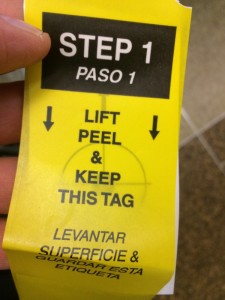 STEP 1
PASO 1
LIFT
PEEL
&
KEEP
THIS TAG
LEVANTAR
SUPERFICIE &
GUARDAR ESTA
ETIQUETA